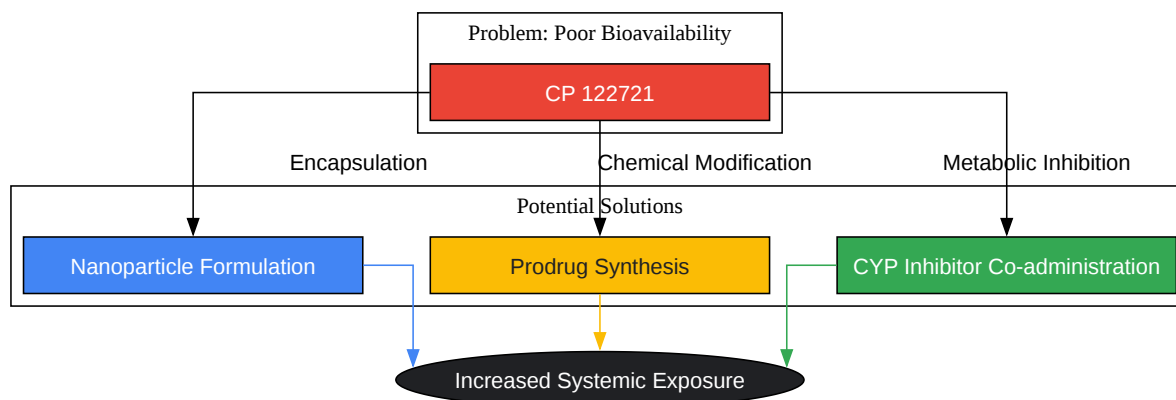 Problem: Poor Bioavailability
CP 122721
Encapsulation
Chemical Modification
Metabolic Inhibition
Potential Solutions
Nanoparticle Formulation
Prodrug Synthesis
CYP Inhibitor Co-administration
Increased Systemic Exposure